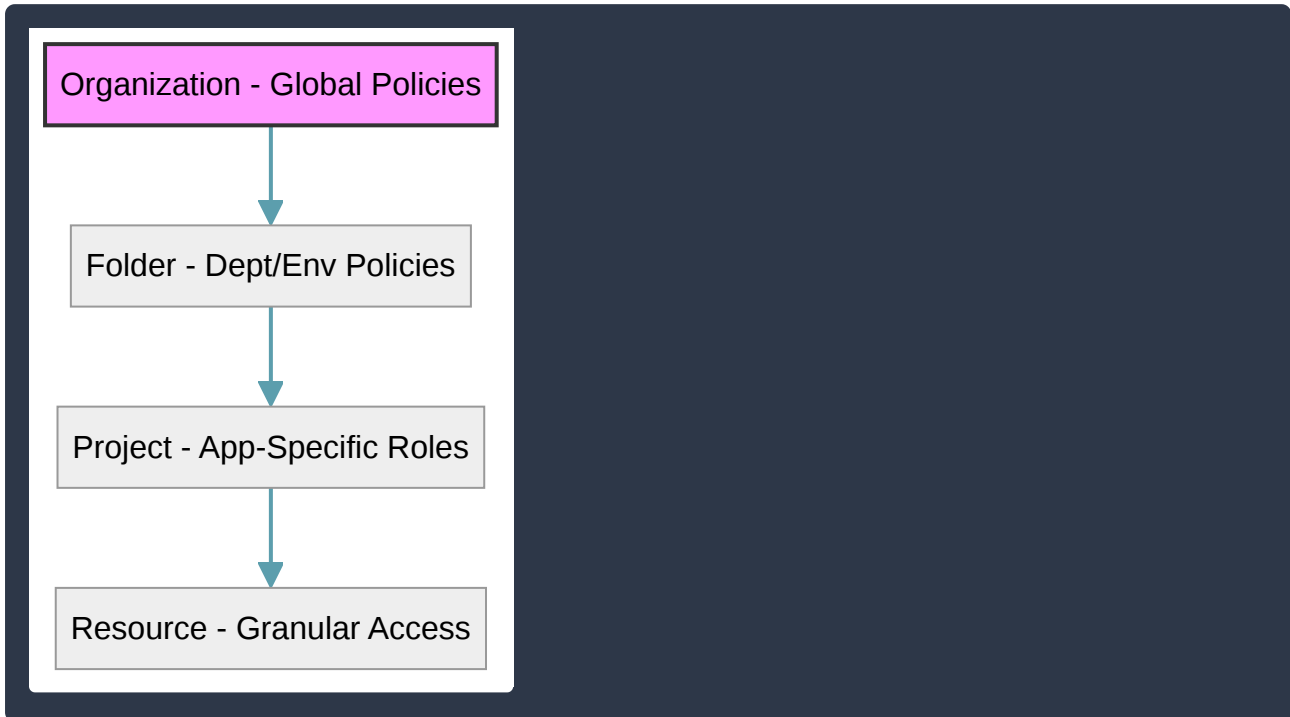 Organization - Global Policies
Folder - Dept/Env Policies
Project - App-Specific Roles
Resource - Granular Access